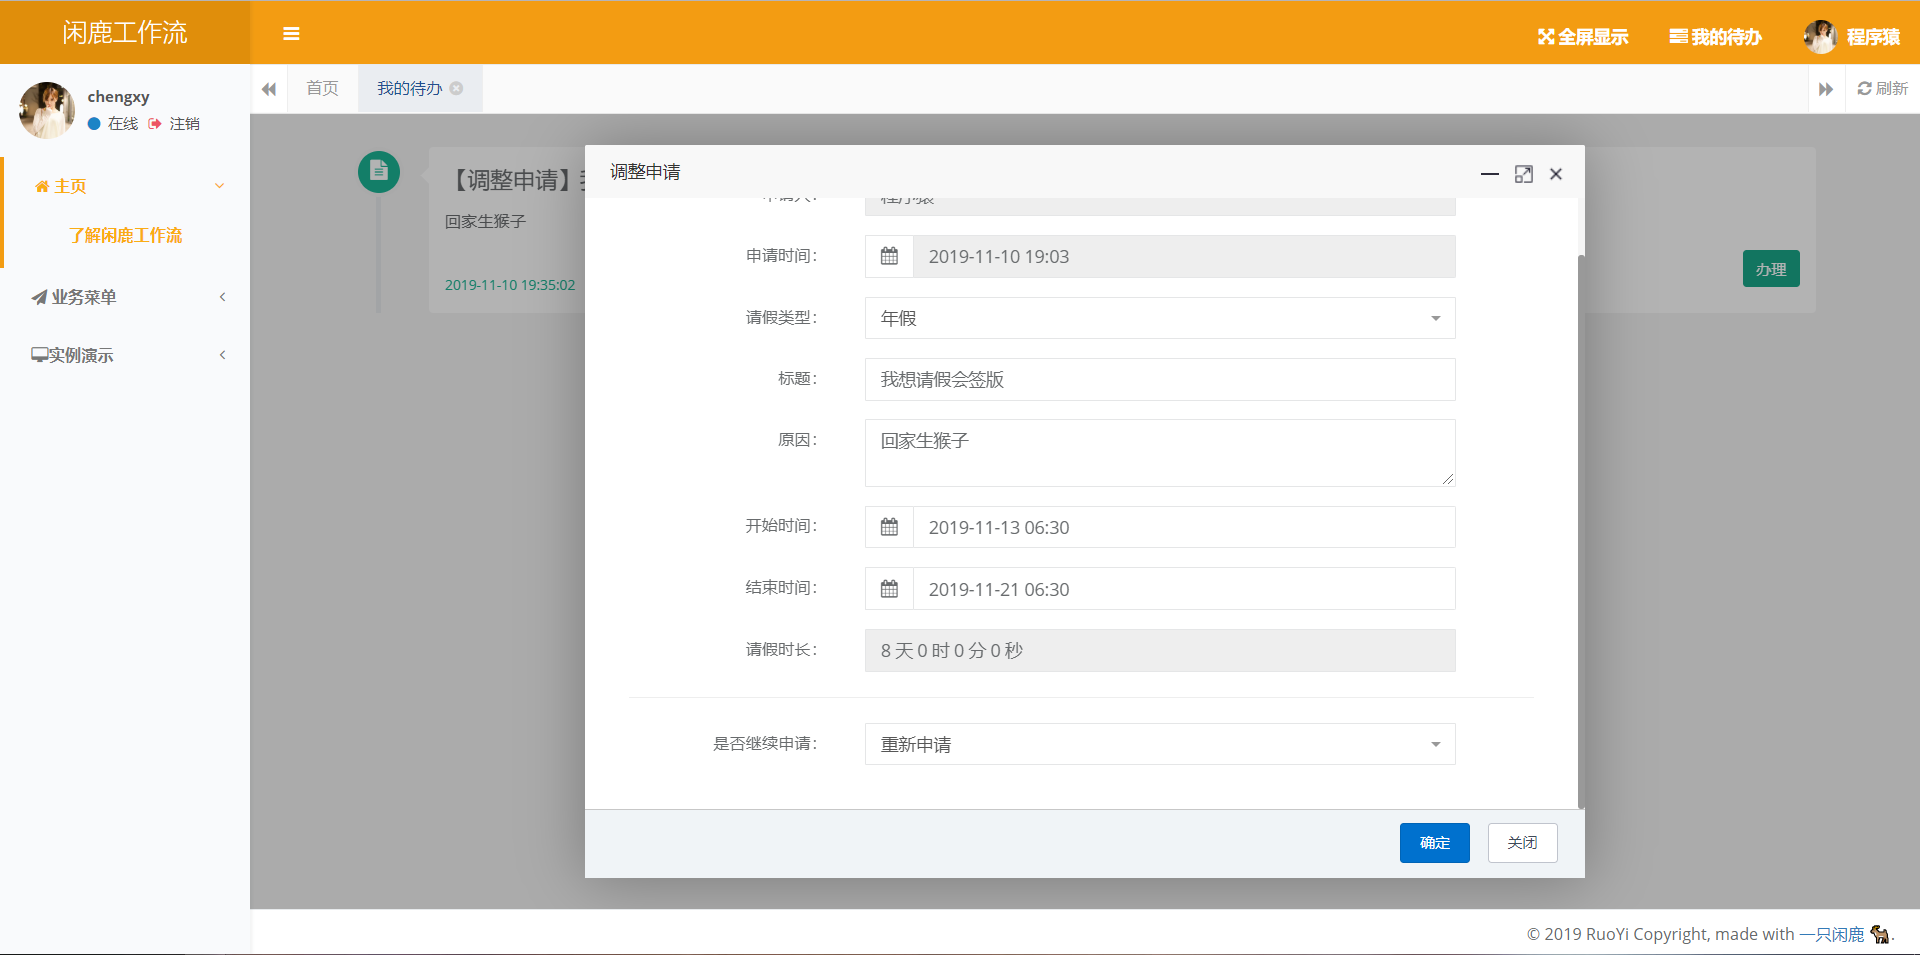 闲鹿工作流
全屏显示
我的待办
程序猿
chengxy
在线 注销
首页
我的待办
刷新
主页
了解闲鹿工作流
业务菜单
实例演示
【调整申请】
回家生猴子
2019-11-10 19:35:02
办理
调整申请
申请人：
程序猿
申请时间：
2019-11-10 19:03
请假类型：
年假
标题：
我想请假会签版
原因：
回家生猴子
开始时间：
2019-11-13 06:30
结束时间：
2019-11-21 06:30
请假时长：
8 天 0 时 0 分 0 秒
是否继续申请：
重新申请
确定
关闭
© 2019 RuoYi Copyright, made with 一只闲鹿 .